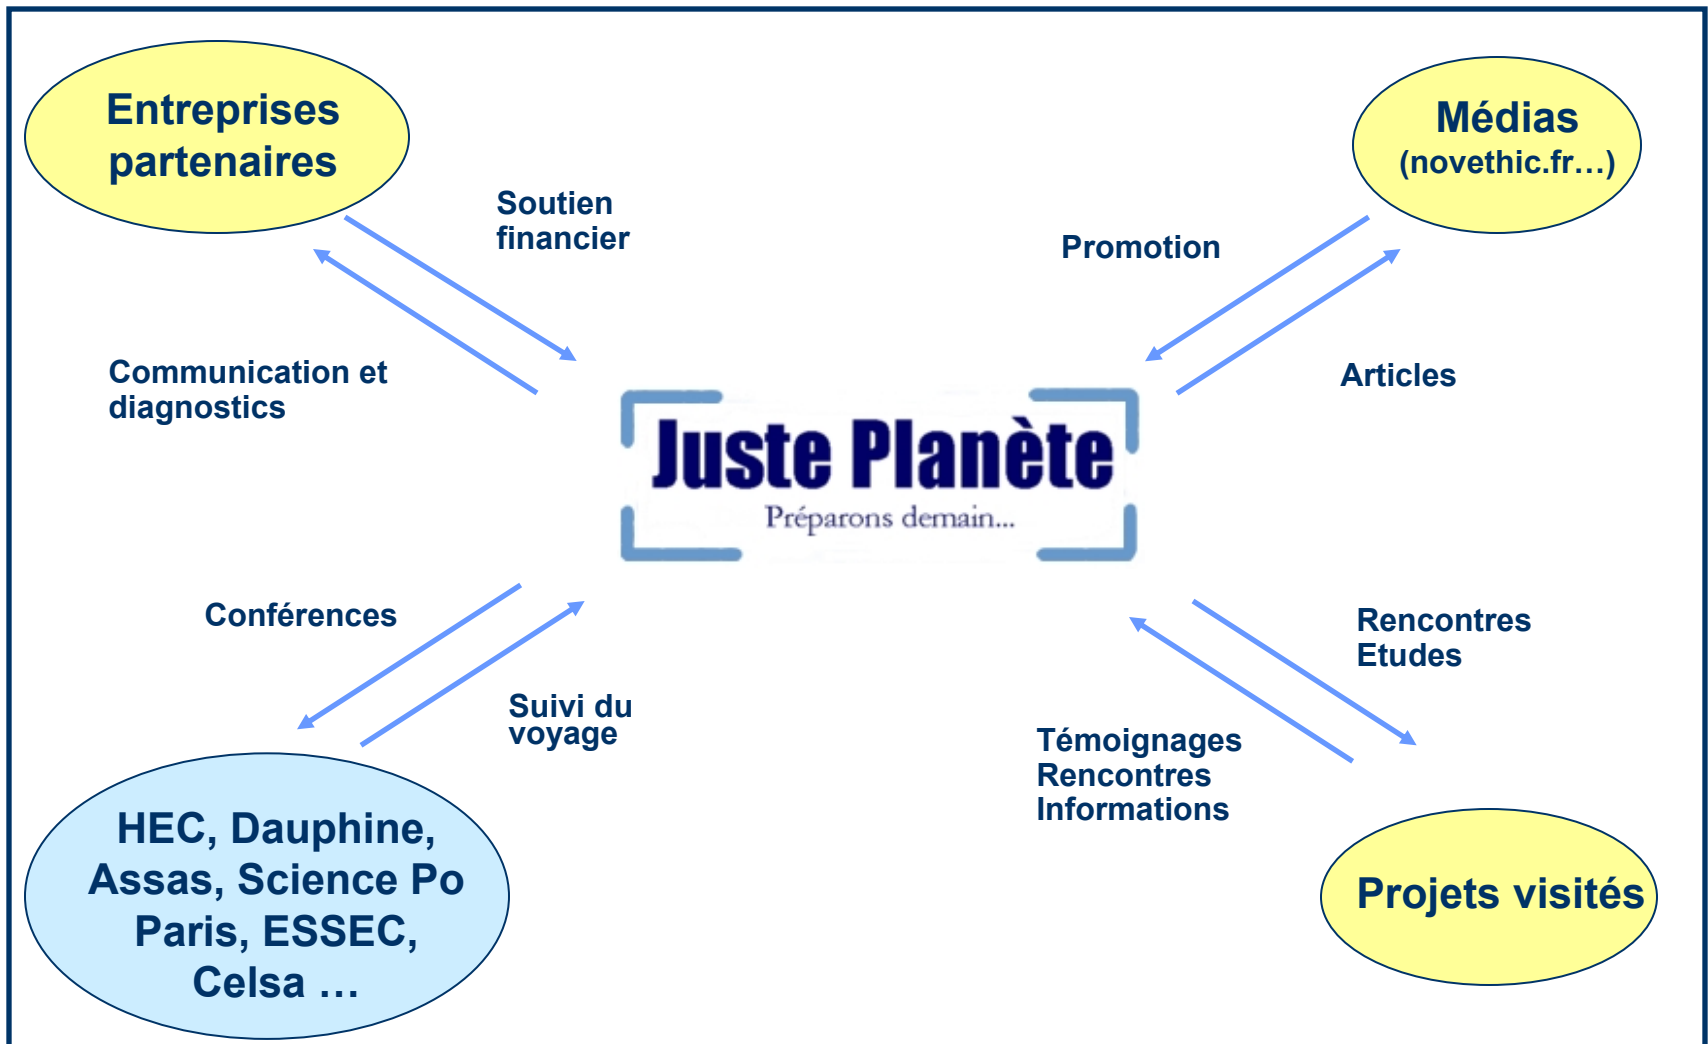 Entreprises
partenaires
Médias
(novethic.fr…)
Soutien
financier
Promotion
Communication et
diagnostics
Articles
Juste Planète
Préparons demain...
Conférences
Rencontres
Etudes
Suivi du
voyage
Témoignages
Rencontres
Informations
HEC, Dauphine,
Assas, Science Po
Paris, ESSEC,
Celsa …
Projets visités